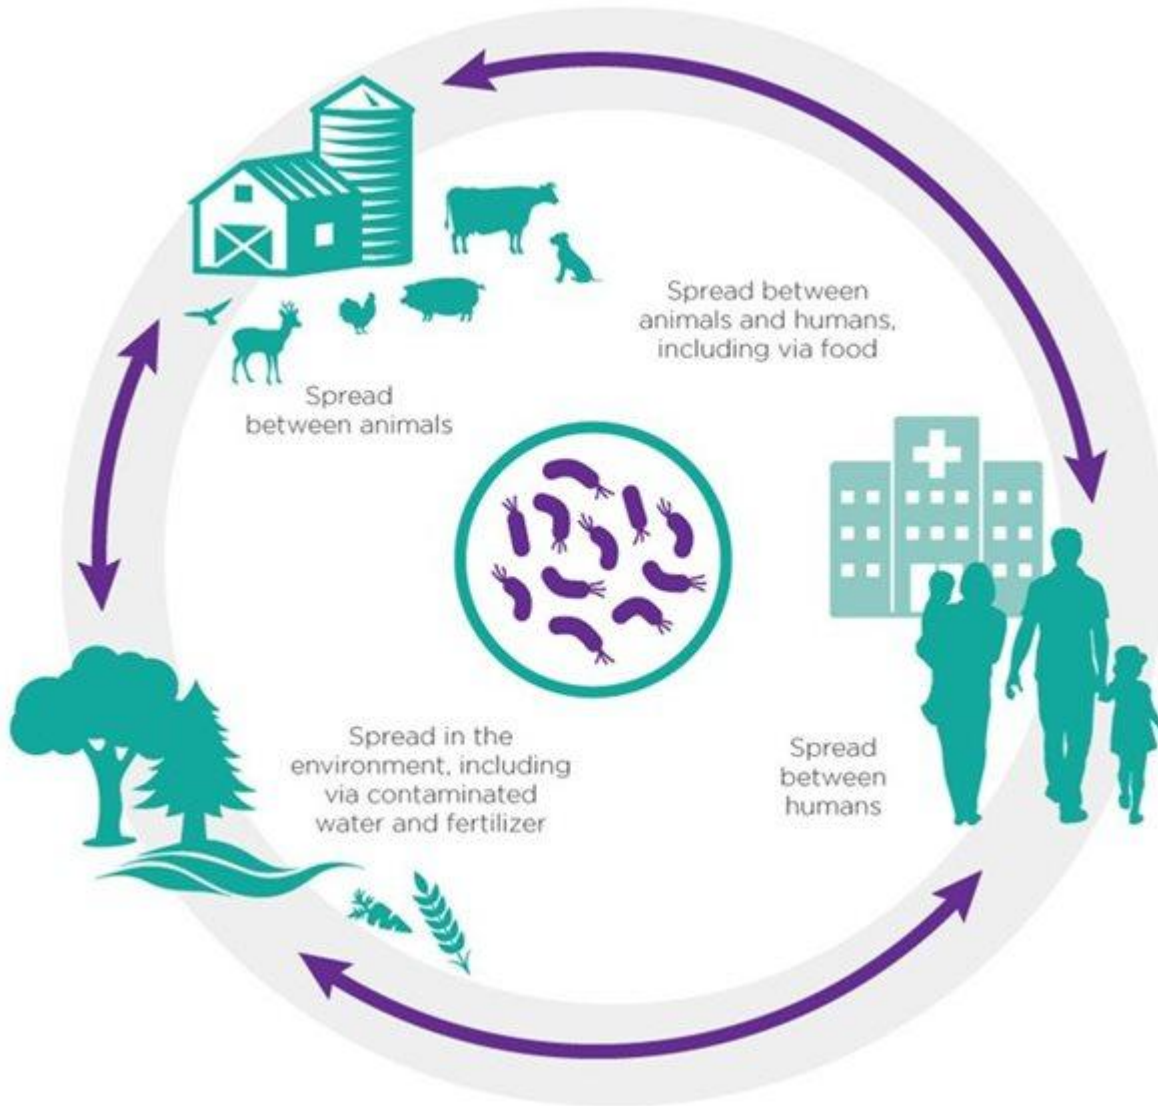 Spread between
animals and humans,
including via food
Spread
between animals
Spread in the
environment, including
via contaminated
water and fertilizer
Spread
between
humans